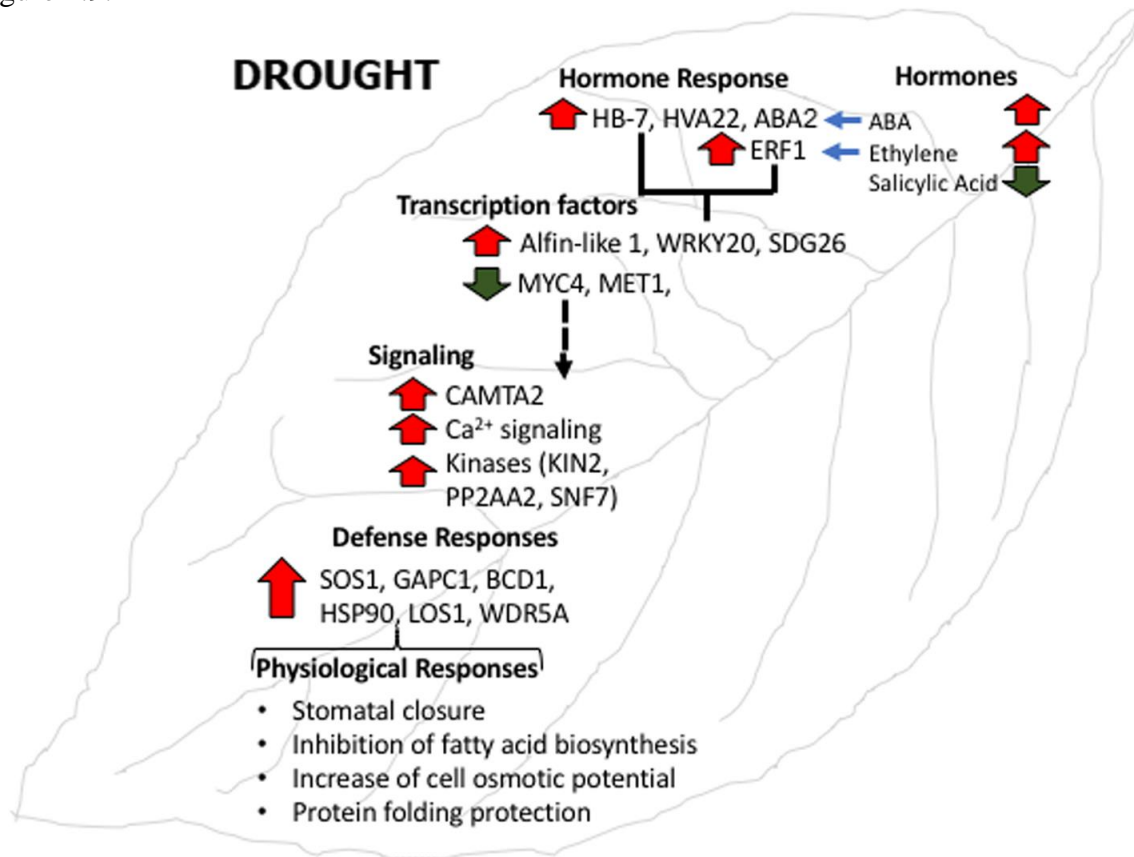 DROUGHT
Hormone Response
Hormones
HB-7, HVA22, ABA2
ABA
ERF1
Ethylene
Salicylic Acid
Transcription factors
Alfin-like 1, WRKY20, SDG26
MYC4, MET1,
Signaling
CAMTA2
Ca²⁺ signaling
Kinases (KIN2,
PP2AA2, SNF7)
Defense Responses
SOS1, GAPC1, BCD1,
HSP90, LOS1, WDR5A
Physiological Responses
• Stomatal closure
• Inhibition of fatty acid biosynthesis
• Increase of cell osmotic potential
• Protein folding protection